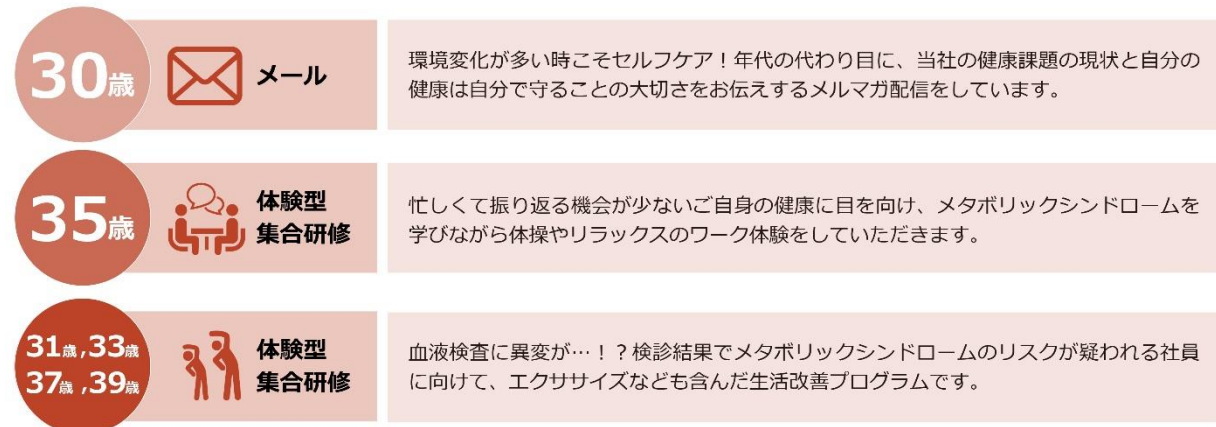 30歳
メール
環境変化が多い時こそセルフケア！年代の代わり目に、当社の健康課題の現状と自分の
健康は自分で守ることの大切さをお伝えするメルマガ配信をしています。
35歳
体験型
集合研修
忙しくて振り返る機会が少ないご自身の健康に目を向け、メタボリックシンドロームを
学びながら体操やリラックスのワーク体験をしていただきます。
31歳,33歳
37歳,39歳
体験型
集合研修
血液検査に異変が…！？検診結果でメタボリックシンドロームのリスクが疑われる社員
に向けて、エクササイズなども含んだ生活改善プログラムです。